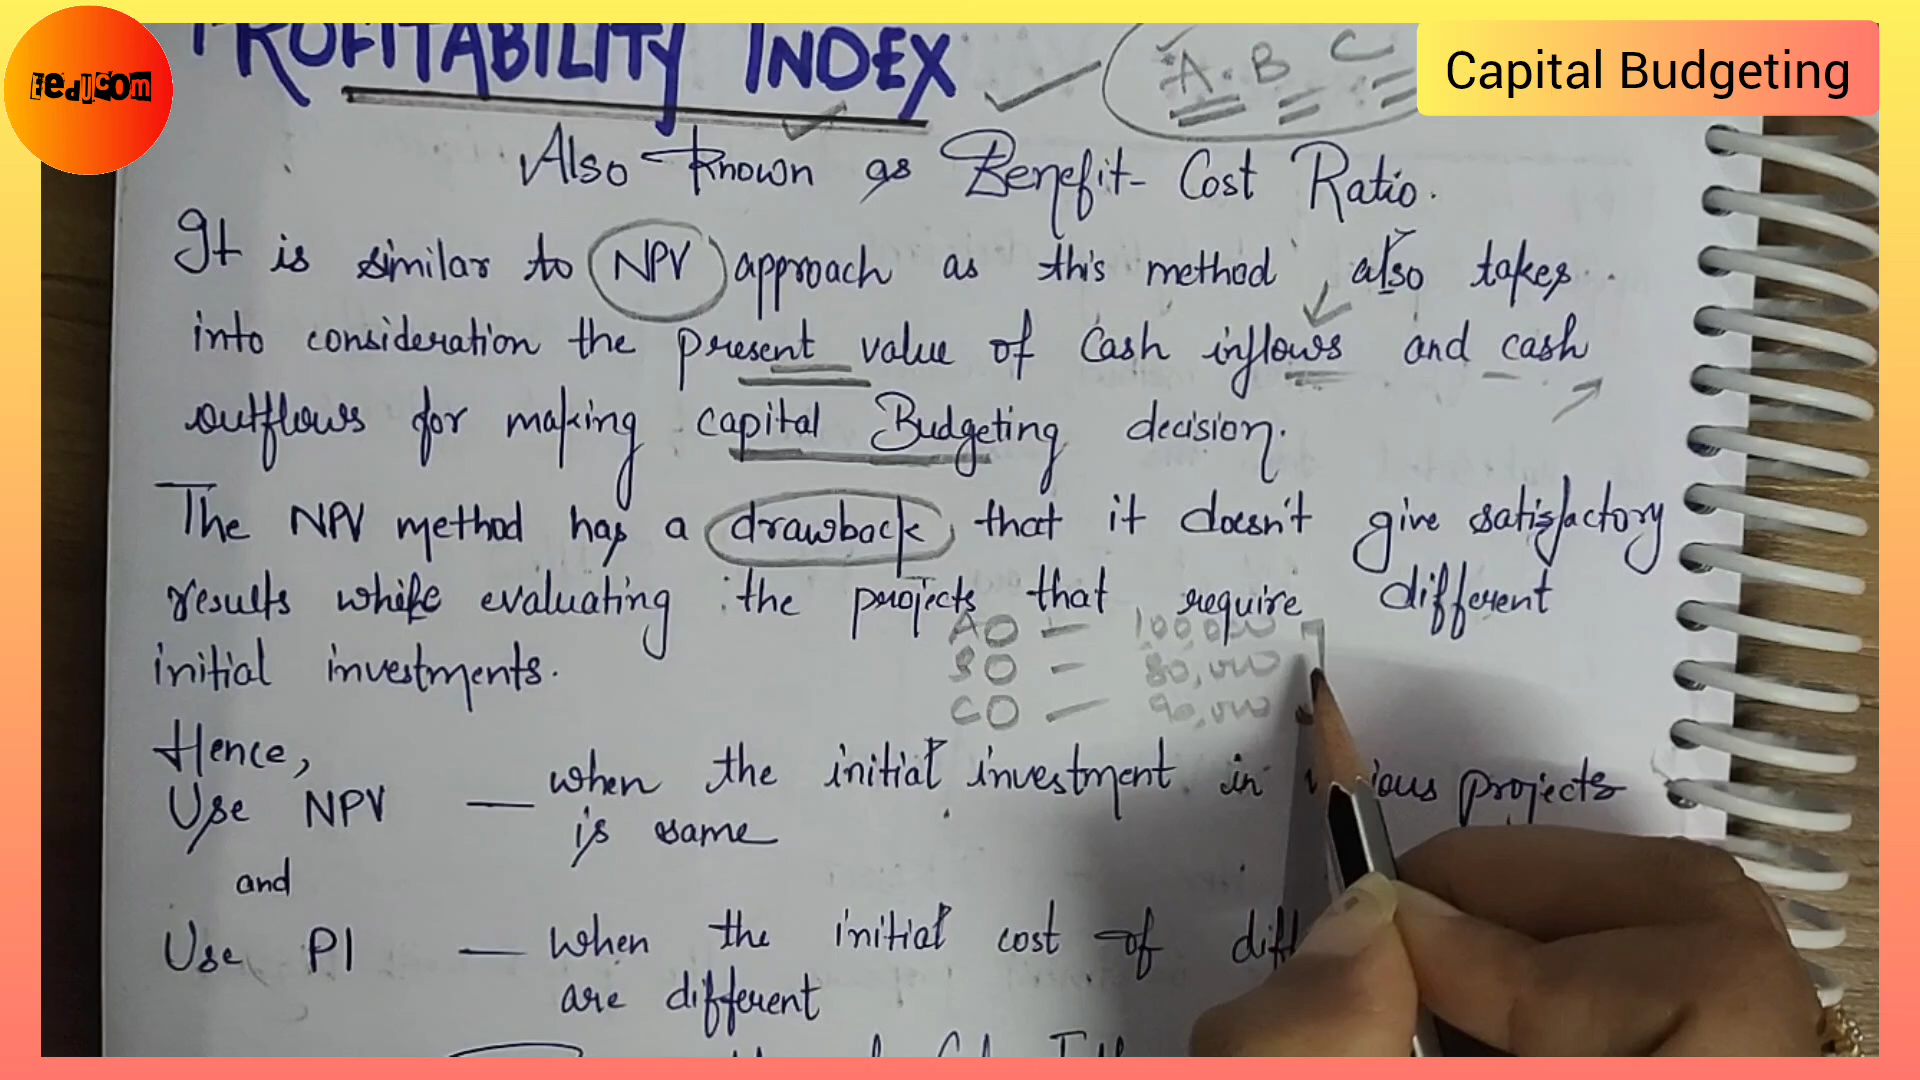 EeduCom
Capital Budgeting
PROFITABILITY INDEX
A. B C
Also known as Benefit- Cost Ratio.
It is similar to NPV approach as this method also takes
into consideration the present value of Cash inflows and cash
outflows for making capital Budgeting decision.
The NPV method has a drawback that it doesn't give satisfactory
results while evaluating the projects that require different
initial investments.
A - 100,000
B - 80,000
C - 90,000
Hence,
Use NPV — when the initial investment in projects
is same
and
Use PI — when the initial cost of
are different